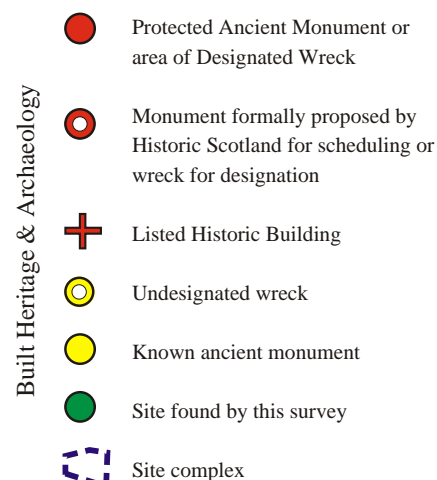 Built Heritage & Archaeology
Protected Ancient Monument or
area of Designated Wreck
Monument formally proposed by
Historic Scotland for scheduling or
wreck for designation
Listed Historic Building
Undesignated wreck
Known ancient monument
Site found by this survey
Site complex